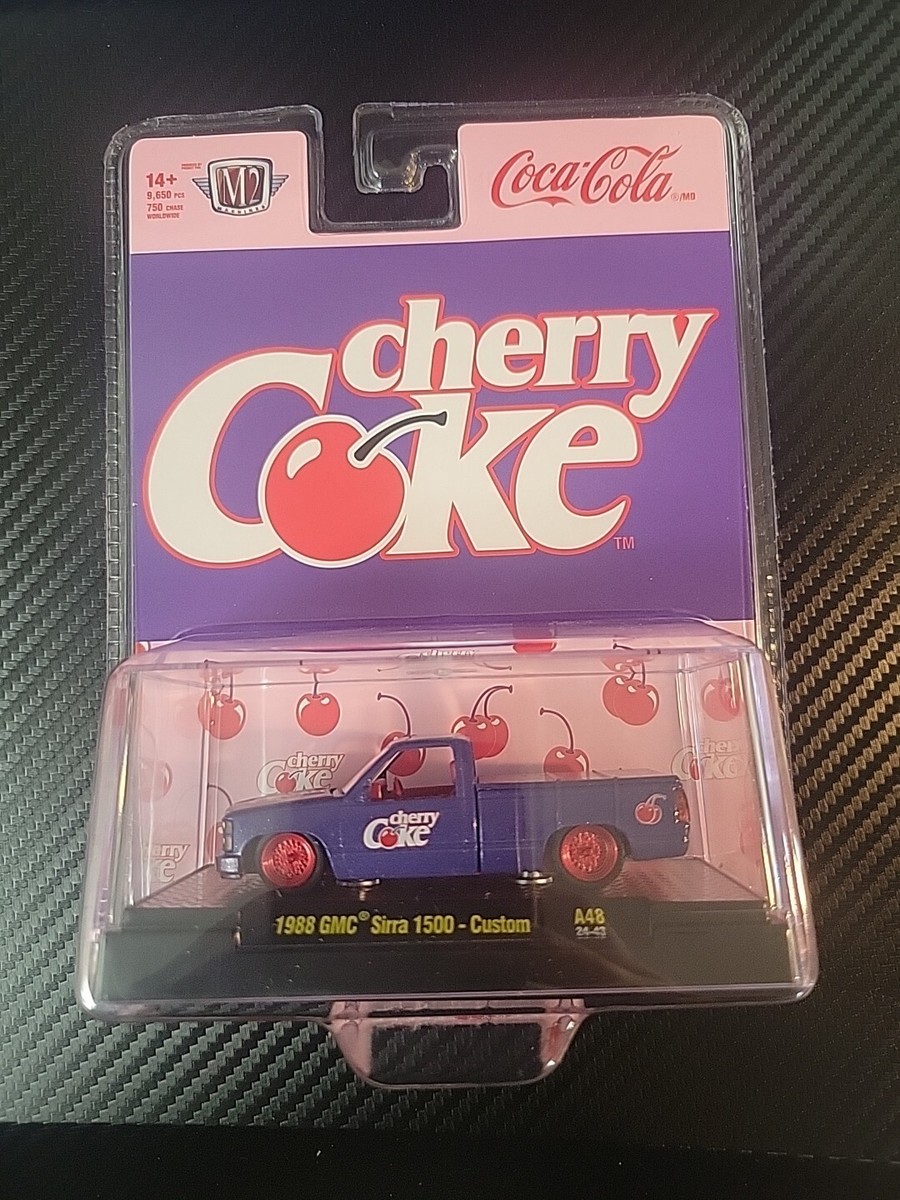 14+
9,650 PCS
750 CHASE
WORLDWIDE
M2
MACHINES
Coca-Cola ®/MD
cherry
Coke TM
cherry
Coke
cherry
Coke
cherry
Coke
1988 GMC® Sirra 1500 - Custom
A48
24-43